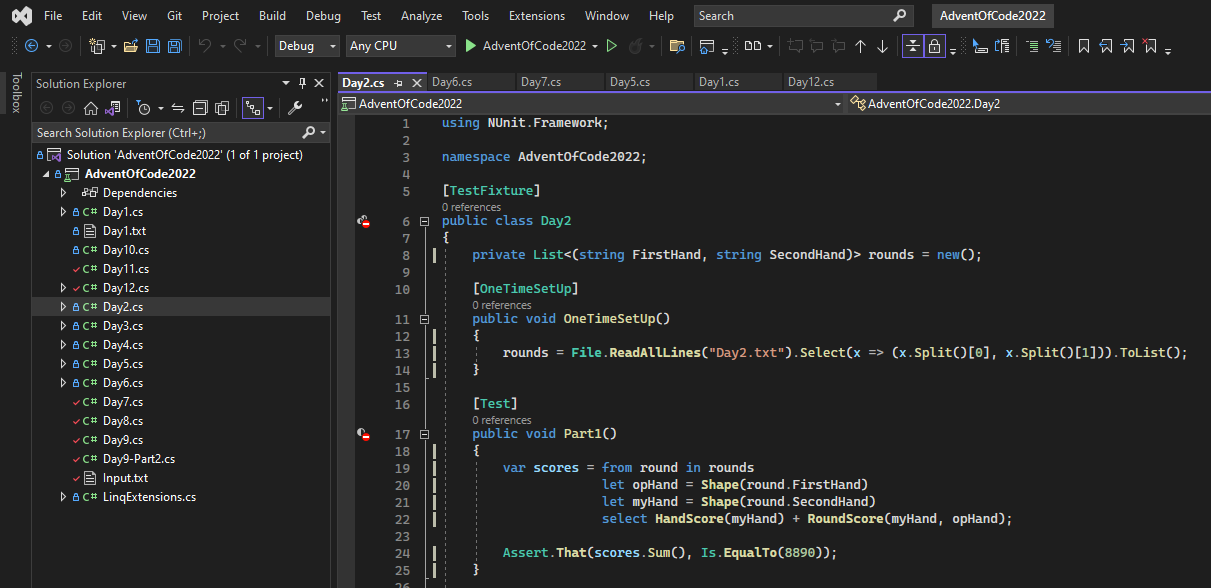 File Edit View Git Project Build Debug Test Analyze Tools Extensions Window Help Search AdventOfCode2022
Debug Any CPU AdventOfCode2022
Toolbox
Solution Explorer
Search Solution Explorer (Ctrl+;)
Solution 'AdventOfCode2022' (1 of 1 project)
AdventOfCode2022
Dependencies
C# Day1.cs
Day1.txt
C# Day10.cs
C# Day11.cs
C# Day12.cs
C# Day2.cs
C# Day3.cs
C# Day4.cs
C# Day5.cs
C# Day6.cs
C# Day7.cs
C# Day8.cs
C# Day9.cs
C# Day9-Part2.cs
Input.txt
C# LinqExtensions.cs
Day2.cs Day6.cs Day7.cs Day5.cs Day1.cs Day12.cs
AdventOfCode2022 AdventOfCode2022.Day2
1 using NUnit.Framework;
2
3 namespace AdventOfCode2022;
4
5 [TestFixture]
0 references
6 public class Day2
7 {
8 private List<(string FirstHand, string SecondHand)> rounds = new();
9
10 [OneTimeSetUp]
0 references
11 public void OneTimeSetUp()
12 {
13 rounds = File.ReadAllLines("Day2.txt").Select(x => (x.Split()[0], x.Split()[1])).ToList();
14 }
15
16 [Test]
0 references
17 public void Part1()
18 {
19 var scores = from round in rounds
20 let opHand = Shape(round.FirstHand)
21 let myHand = Shape(round.SecondHand)
22 select HandScore(myHand) + RoundScore(myHand, opHand);
23
24 Assert.That(scores.Sum(), Is.EqualTo(8890));
25 }
26